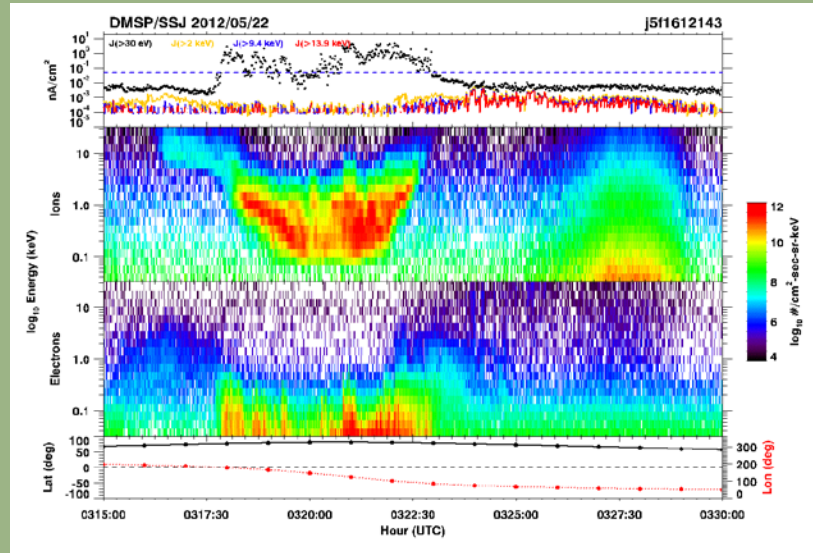 DMSP/SSJ 2012/05/22 j5f1612143
J(>30 eV) J(>2 keV) J(>9.4 keV) J(>13.9 keV)
nA/cm²
10¹
10⁰
10⁻¹
10⁻²
10⁻³
10⁻⁴
10⁻⁵
log₁₀ Energy (keV)
Ions
10
1.0
0.1
Electrons
10
1.0
0.1
12
10
8
6
4
log₁₀ #/cm²-sec-sr-keV
Lat (deg)
100
50
0
-50
-100
300
200
100
0
Lon (deg)
0315:00 0317:30 0320:00 0322:30 0325:00 0327:30 0330:00
Hour (UTC)